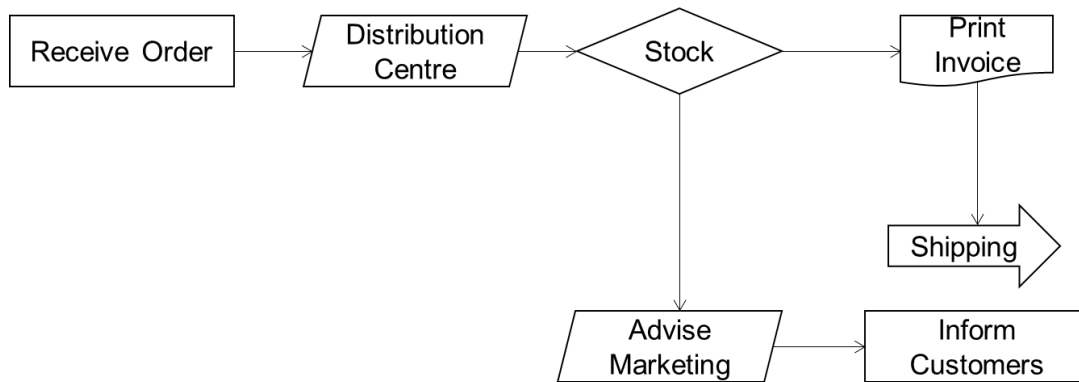 Receive Order
Distribution
Centre
Stock
Print
Invoice
Shipping
Advise
Marketing
Inform
Customers